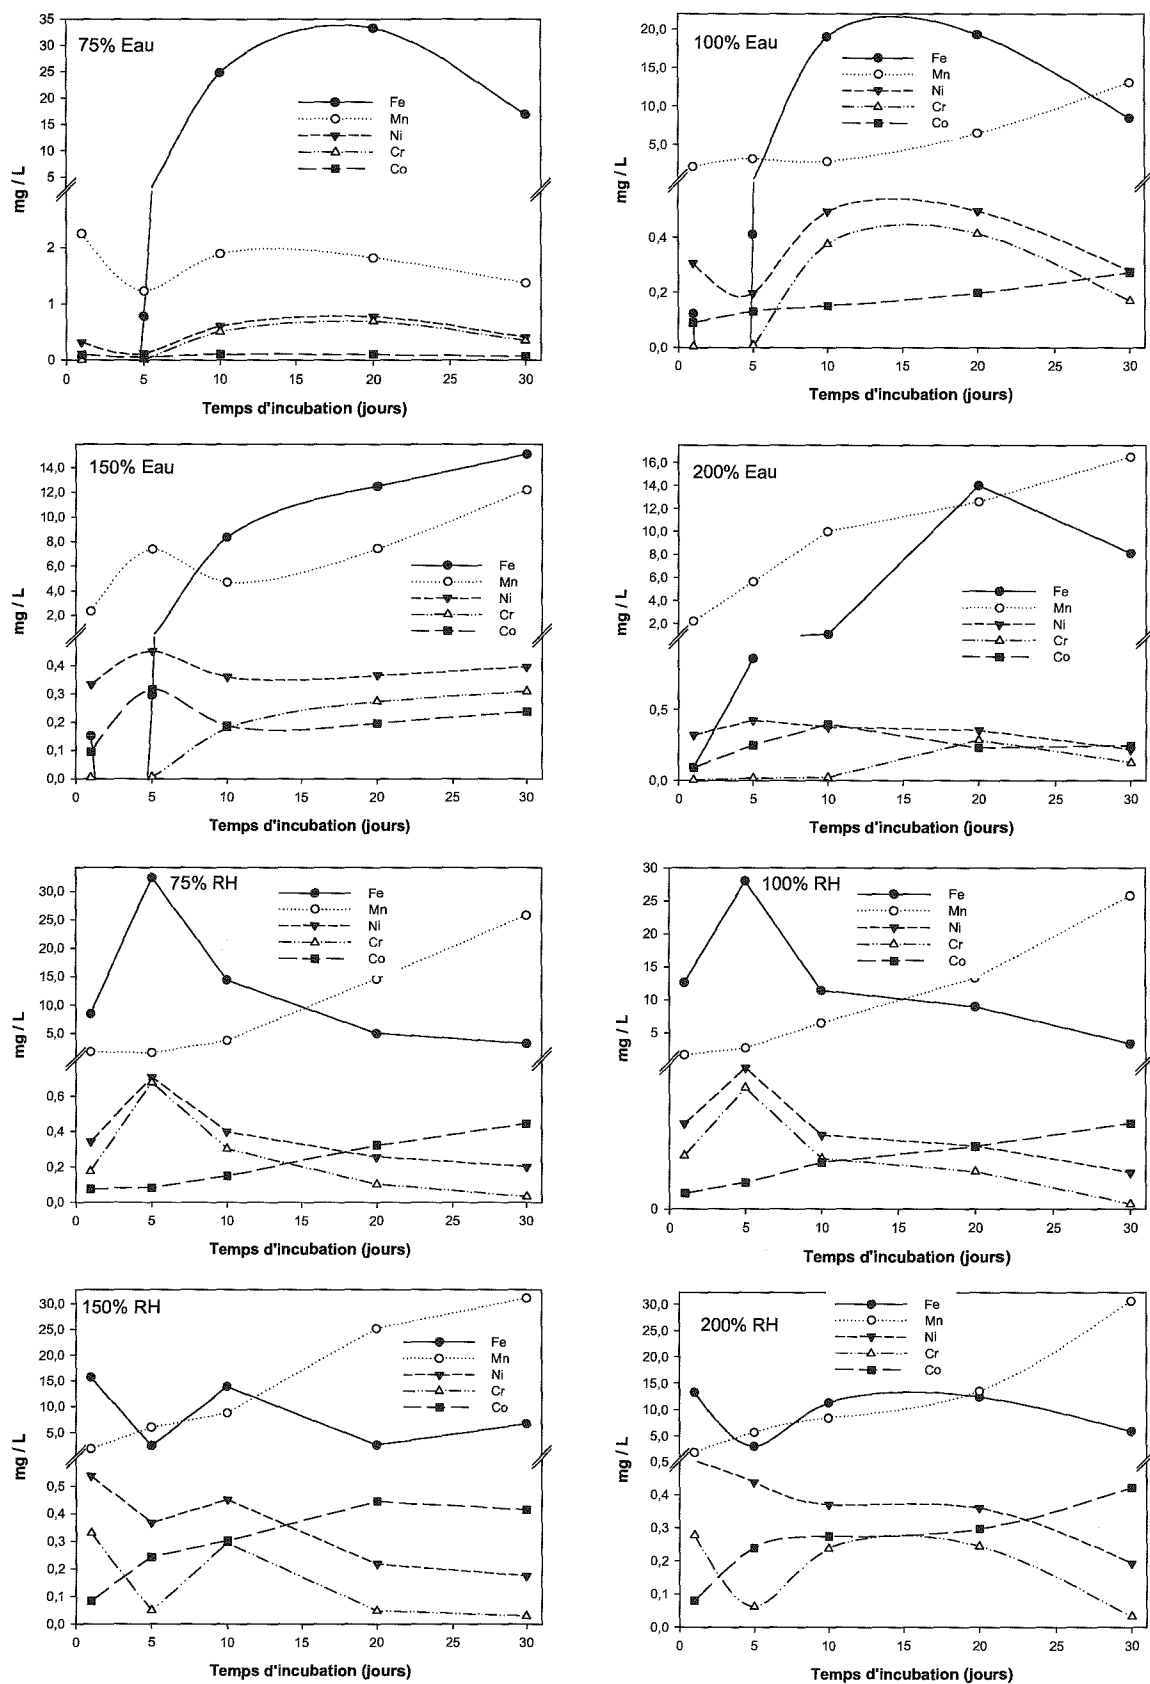 75% Eau
35
30
25
20
15
10
5
2
1
0
mg / L
Fe
Mn
Ni
Cr
Co
0 5 10 15 20 25 30
Temps d'incubation (jours)
100% Eau
20,0
15,0
10,0
5,0
0,4
0,2
0,0
mg / L
Fe
Mn
Ni
Cr
Co
0 5 10 15 20 25 30
Temps d'incubation (jours)
150% Eau
14,0
12,0
10,0
8,0
6,0
4,0
2,0
0,4
0,3
0,2
0,1
0,0
mg / L
Fe
Mn
Ni
Cr
Co
0 5 10 15 20 25 30
Temps d'incubation (jours)
200% Eau
16,0
14,0
12,0
10,0
8,0
6,0
4,0
2,0
0,5
0,0
mg / L
Fe
Mn
Ni
Cr
Co
0 5 10 15 20 25 30
Temps d'incubation (jours)
75% RH
30,0
25,0
20,0
15,0
10,0
5,0
0,6
0,4
0,2
0,0
mg / L
Fe
Mn
Ni
Cr
Co
0 5 10 15 20 25 30
Temps d'incubation (jours)
100% RH
30
25
20
15
10
5
0
mg / L
Fe
Mn
Ni
Cr
Co
0 5 10 15 20 25 30
Temps d'incubation (jours)
150% RH
30,0
25,0
20,0
15,0
10,0
5,0
0,5
0,4
0,3
0,2
0,1
0,0
mg / L
Fe
Mn
Ni
Cr
Co
0 5 10 15 20 25 30
Temps d'incubation (jours)
200% RH
30,0
25,0
20,0
15,0
10,0
5,0
0,5
0,4
0,3
0,2
0,1
0,0
mg / L
Fe
Mn
Ni
Cr
Co
0 5 10 15 20 25 30
Temps d'incubation (jours)